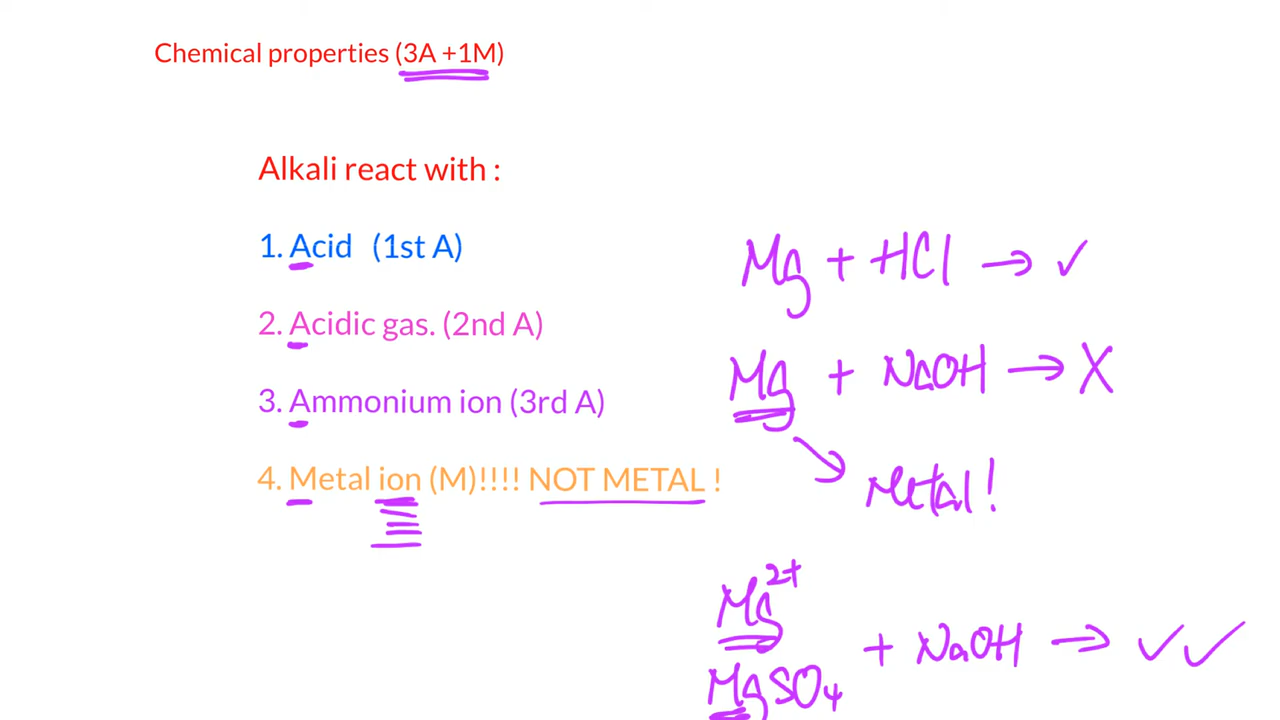 Chemical properties (3A +1M)
Alkali react with :
1. Acid (1st A)
2. Acidic gas. (2nd A)
3. Ammonium ion (3rd A)
4. Metal ion (M)!!!! NOT METAL !
Mg + HCl → ✓
Mg + NaOH → X
Metal!
Mg²⁺
+ NaOH → ✓✓
MgSO₄